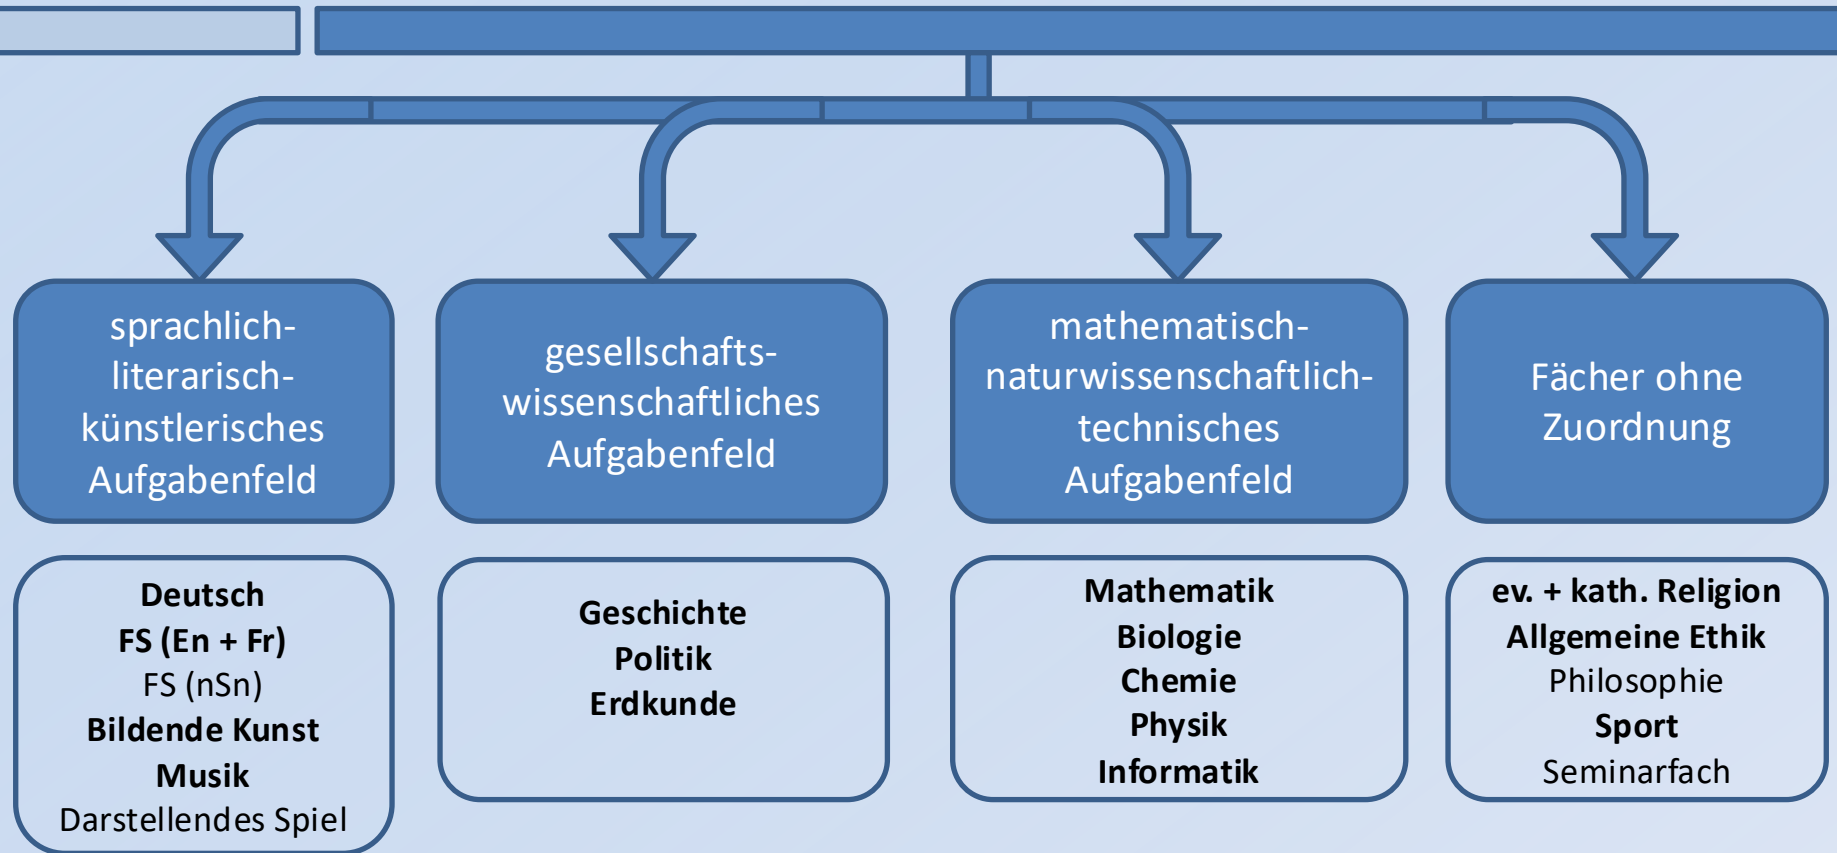 sprachlich-
literarisch-
künstlerisches
Aufgabenfeld
gesellschafts-
wissenschaftliches
Aufgabenfeld
mathematisch-
naturwissenschaftlich-
technisches
Aufgabenfeld
Fächer ohne
Zuordnung
Deutsch
FS (En + Fr)
FS (nSn)
Bildende Kunst
Musik
Darstellendes Spiel
Geschichte
Politik
Erdkunde
Mathematik
Biologie
Chemie
Physik
Informatik
ev. + kath. Religion
Allgemeine Ethik
Philosophie
Sport
Seminarfach